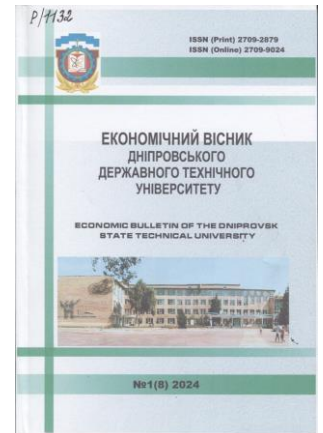 P/1132
ISSN (Print) 2709-2879
ISSN (Online) 2709-9024
ЕКОНОМІЧНИЙ ВІСНИК
ДНІПРОВСЬКОГО
ДЕРЖАВНОГО ТЕХНІЧНОГО
УНІВЕРСИТЕТУ
ECONOMIC BULLETIN OF THE DNIPROVSK
STATE TECHNICAL UNIVERSITY
№1(8) 2024